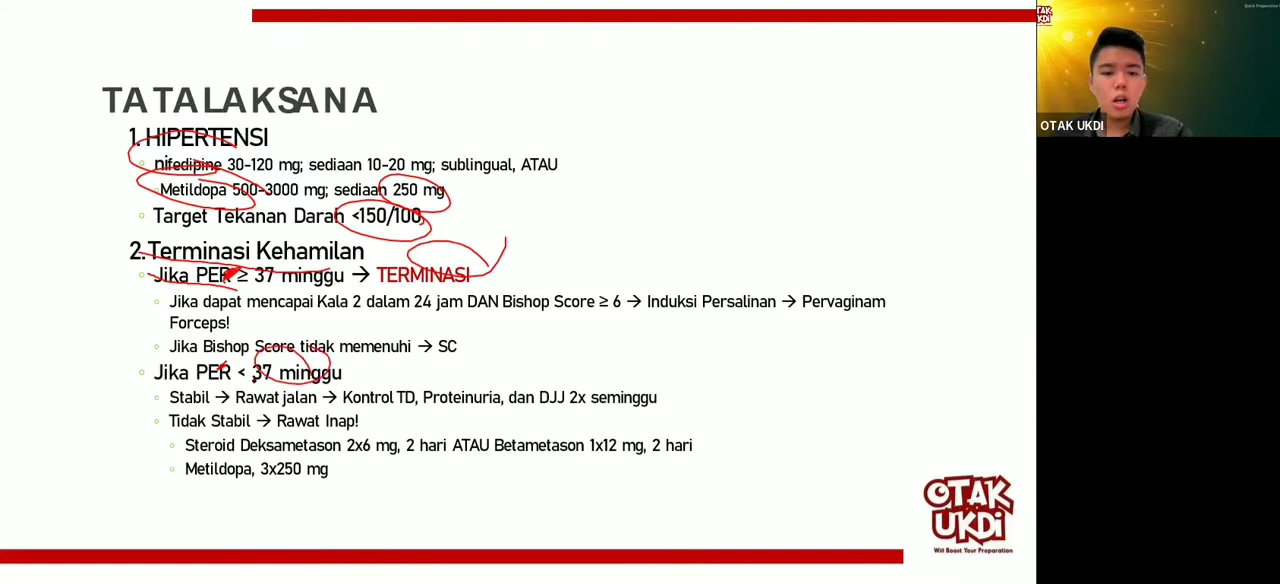 TATALAKSANA
1. HIPERTENSI
nifedipine 30-120 mg; sediaan 10-20 mg; sublingual, ATAU
Metildopa 500-3000 mg; sediaan 250 mg
Target Tekanan Darah <150/100
2. Terminasi Kehamilan
Jika PER ≥ 37 minggu → TERMINASI
Jika dapat mencapai Kala 2 dalam 24 jam DAN Bishop Score ≥ 6 → Induksi Persalinan → Pervaginam
Forceps!
Jika Bishop Score tidak memenuhi → SC
Jika PER < 37 minggu
Stabil → Rawat jalan → Kontrol TD, Proteinuria, dan DJJ 2x seminggu
Tidak Stabil → Rawat Inap!
Steroid Deksametason 2x6 mg, 2 hari ATAU Betametason 1x12 mg, 2 hari
Metildopa, 3x250 mg
OTAK
UKDI
Will Boost Your Preparation
OTAK UKDI